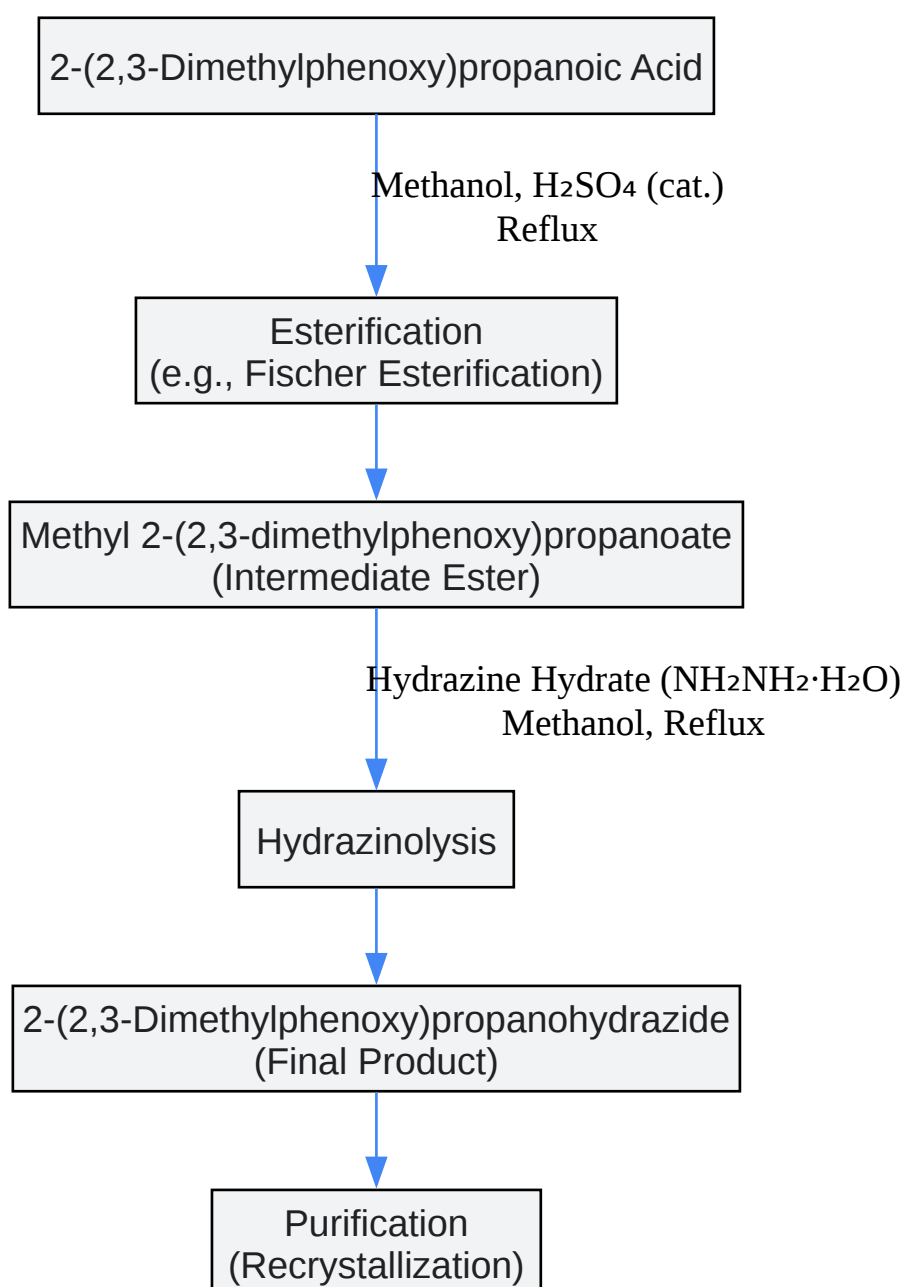 2-(2,3-Dimethylphenoxy)propanoic Acid
Methanol, H₂SO₄ (cat.)
Reflux
Esterification
(e.g., Fischer Esterification)
Methyl 2-(2,3-dimethylphenoxy)propanoate
(Intermediate Ester)
Hydrazine Hydrate (NH₂NH₂·H₂O)
Methanol, Reflux
Hydrazinolysis
2-(2,3-Dimethylphenoxy)propanohydrazide
(Final Product)
Purification
(Recrystallization)